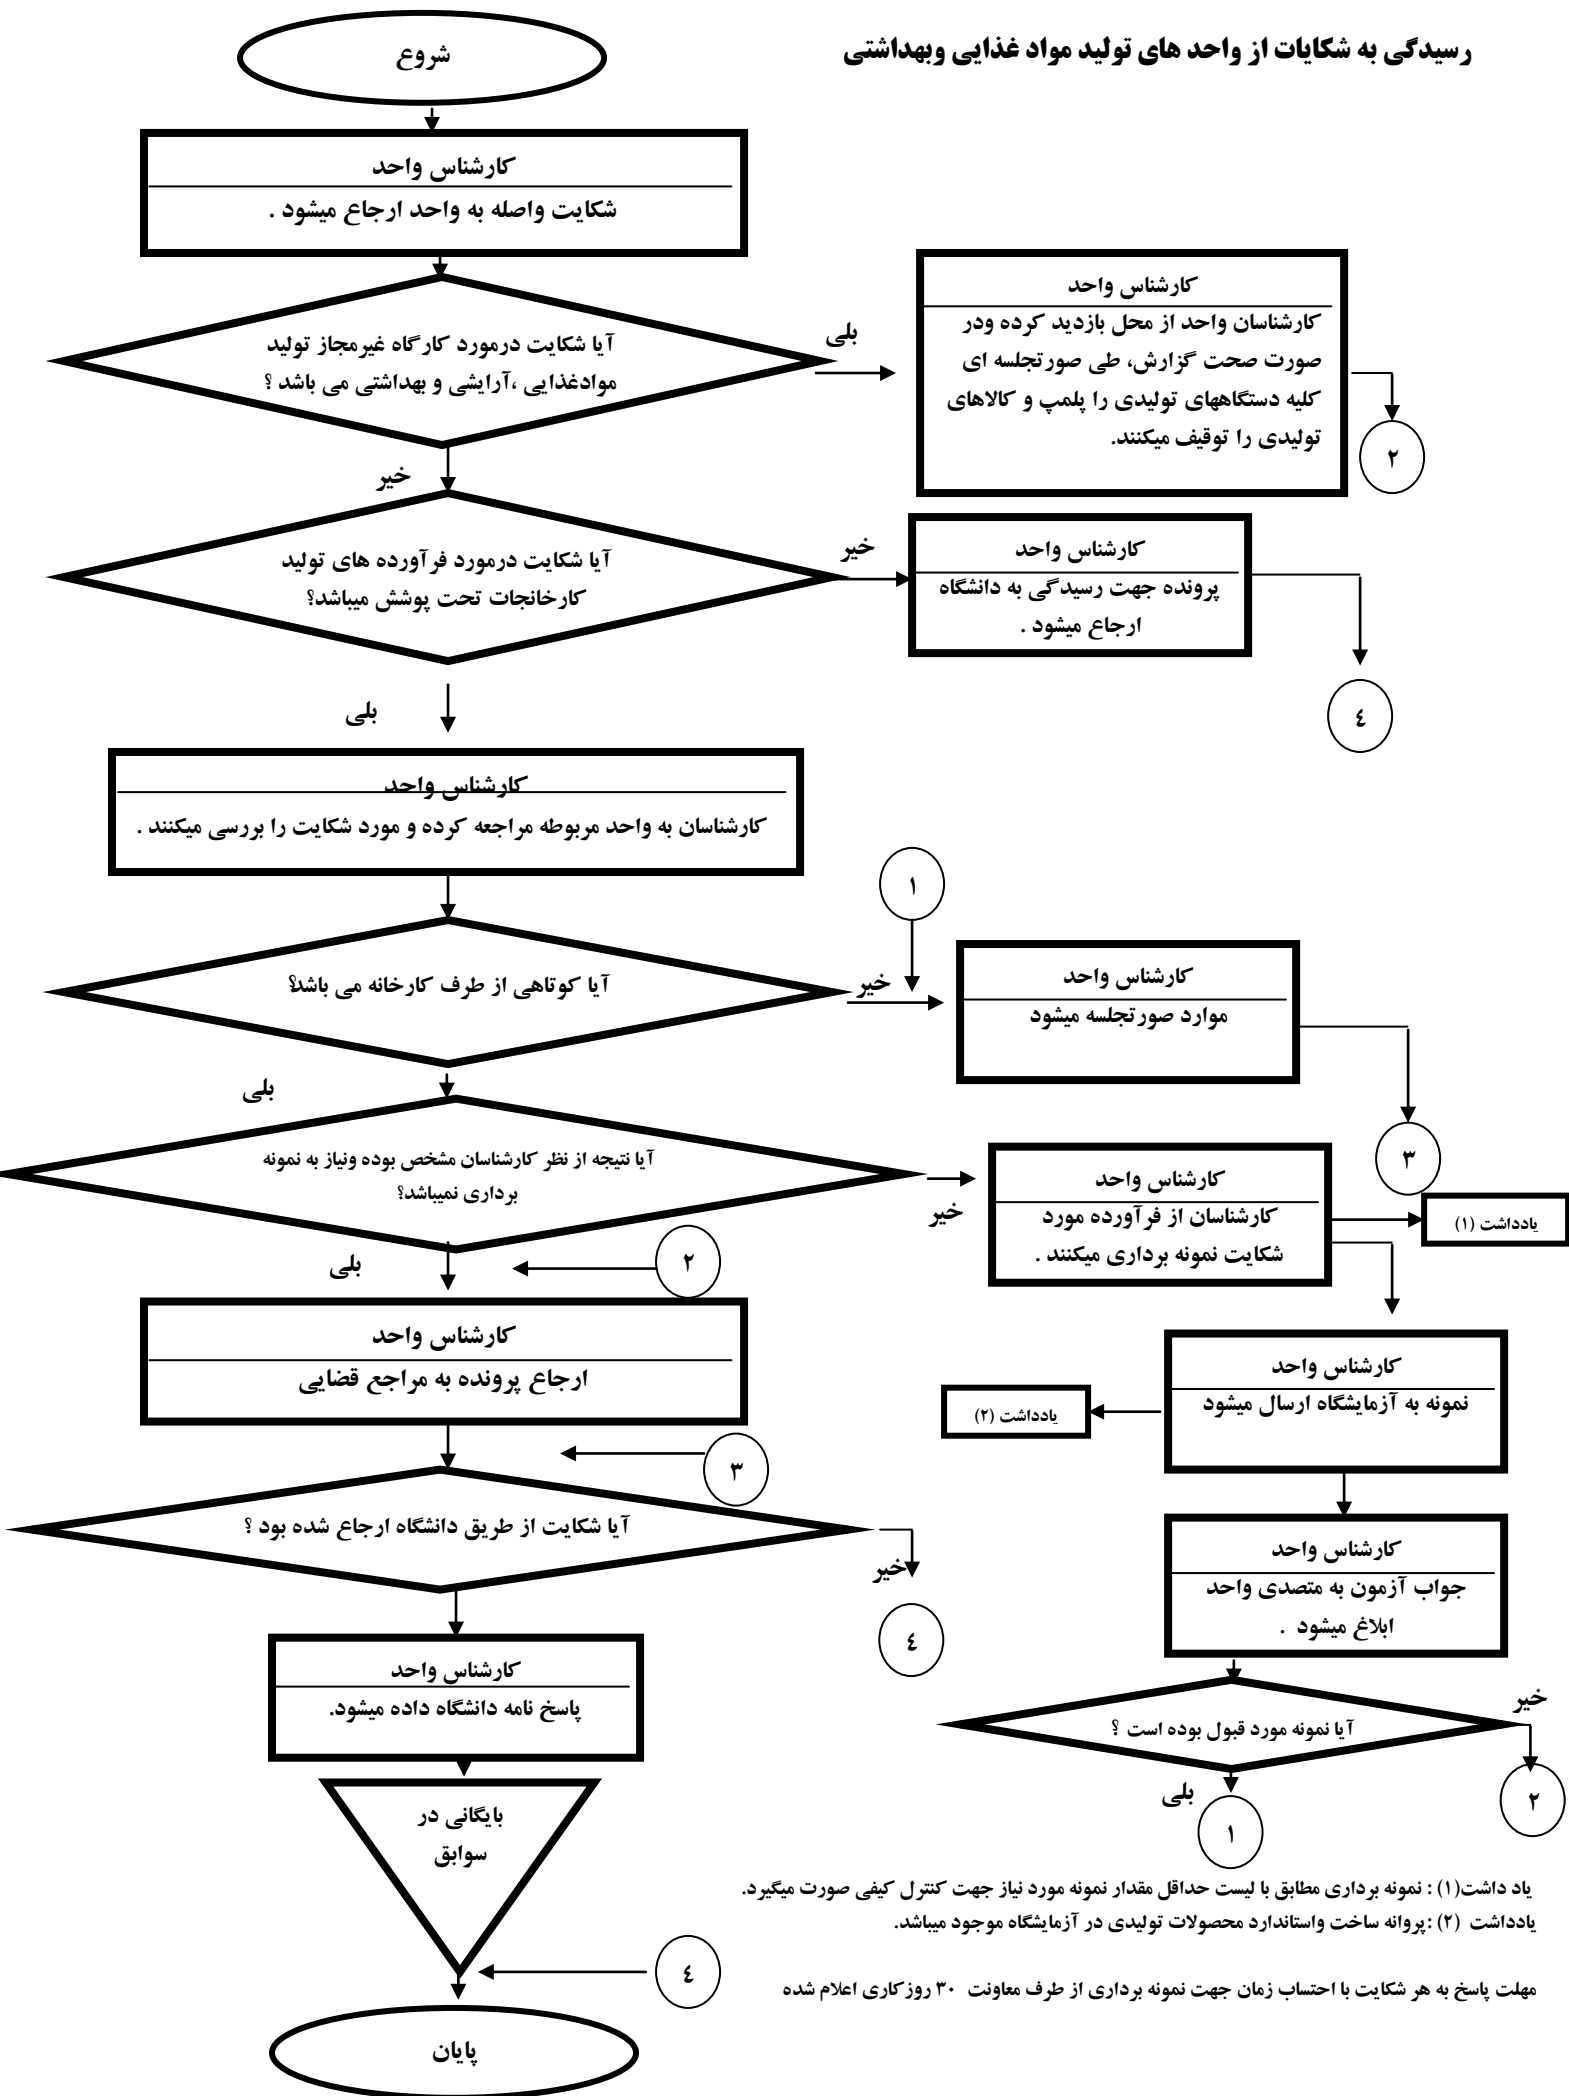 رسیدگی به شکایات از واحد های تولید مواد غذایی وبهداشتی
شروع
کارشناس واحد
شکایت واصله به واحد ارجاع میشود .
آیا شکایت درمورد کارگاه غیرمجاز تولید
موادغذایی ،آرایشی و بهداشتی می باشد ؟
بلی
کارشناس واحد
کارشناسان واحد از محل بازدید کرده ودر
صورت صحت گزارش، طی صورتجلسه ای
کلیه دستگاههای تولیدی را پلمپ و کالاهای
تولیدی را توقیف میکنند.
۲
خیر
آیا شکایت درمورد فرآورده های تولید
کارخانجات تحت پوشش میباشد؟
خیر
کارشناس واحد
پرونده جهت رسیدگی به دانشگاه
ارجاع میشود .
٤
بلی
کارشناس واحد
کارشناسان به واحد مربوطه مراجعه کرده و مورد شکایت را بررسی میکنند .
۱
آیا کوتاهی از طرف کارخانه می باشد؟
خیر
کارشناس واحد
موارد صورتجلسه میشود
۳
بلی
آیا نتیجه از نظر کارشناسان مشخص بوده ونیاز به نمونه
برداری نمیباشد؟
خیر
کارشناس واحد
کارشناسان از فرآورده مورد
شکایت نمونه برداری میکنند .
یادداشت (۱)
بلی
۲
کارشناس واحد
ارجاع پرونده به مراجع قضایی
کارشناس واحد
نمونه به آزمایشگاه ارسال میشود
یادداشت (۲)
۳
آیا شکایت از طریق دانشگاه ارجاع شده بود ؟
خیر
٤
کارشناس واحد
جواب آزمون به متصدی واحد
ابلاغ میشود .
کارشناس واحد
پاسخ نامه دانشگاه داده میشود.
آیا نمونه مورد قبول بوده است ؟
خیر
۲
بلی
۱
بایگانی در
سوابق
یاد داشت(۱) : نمونه برداری مطابق با لیست حداقل مقدار نمونه مورد نیاز جهت کنترل کیفی صورت میگیرد.
یادداشت (۲) :پروانه ساخت واستاندارد محصولات تولیدی در آزمایشگاه موجود میباشد.
٤
مهلت پاسخ به هر شکایت با احتساب زمان جهت نمونه برداری از طرف معاونت ۳۰ روزکاری اعلام شده
پایان